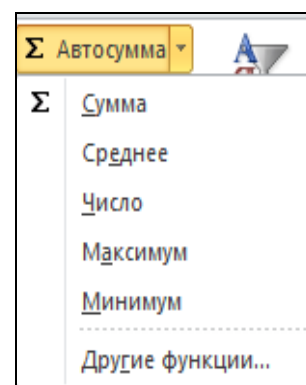 Σ Автосумма
Σ Сумма
Среднее
Число
Максимум
Минимум
Другие функции...